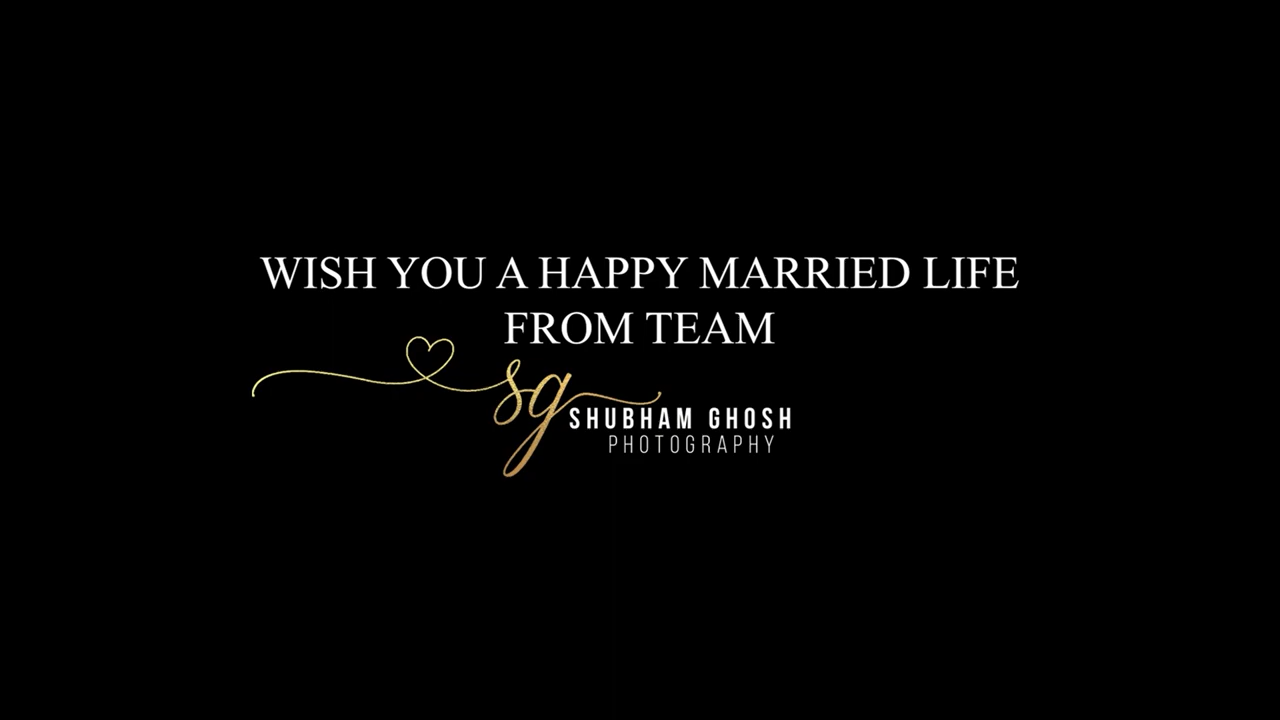 WISH YOU A HAPPY MARRIED LIFE
FROM TEAM
sg
SHUBHAM GHOSH
PHOTOGRAPHY